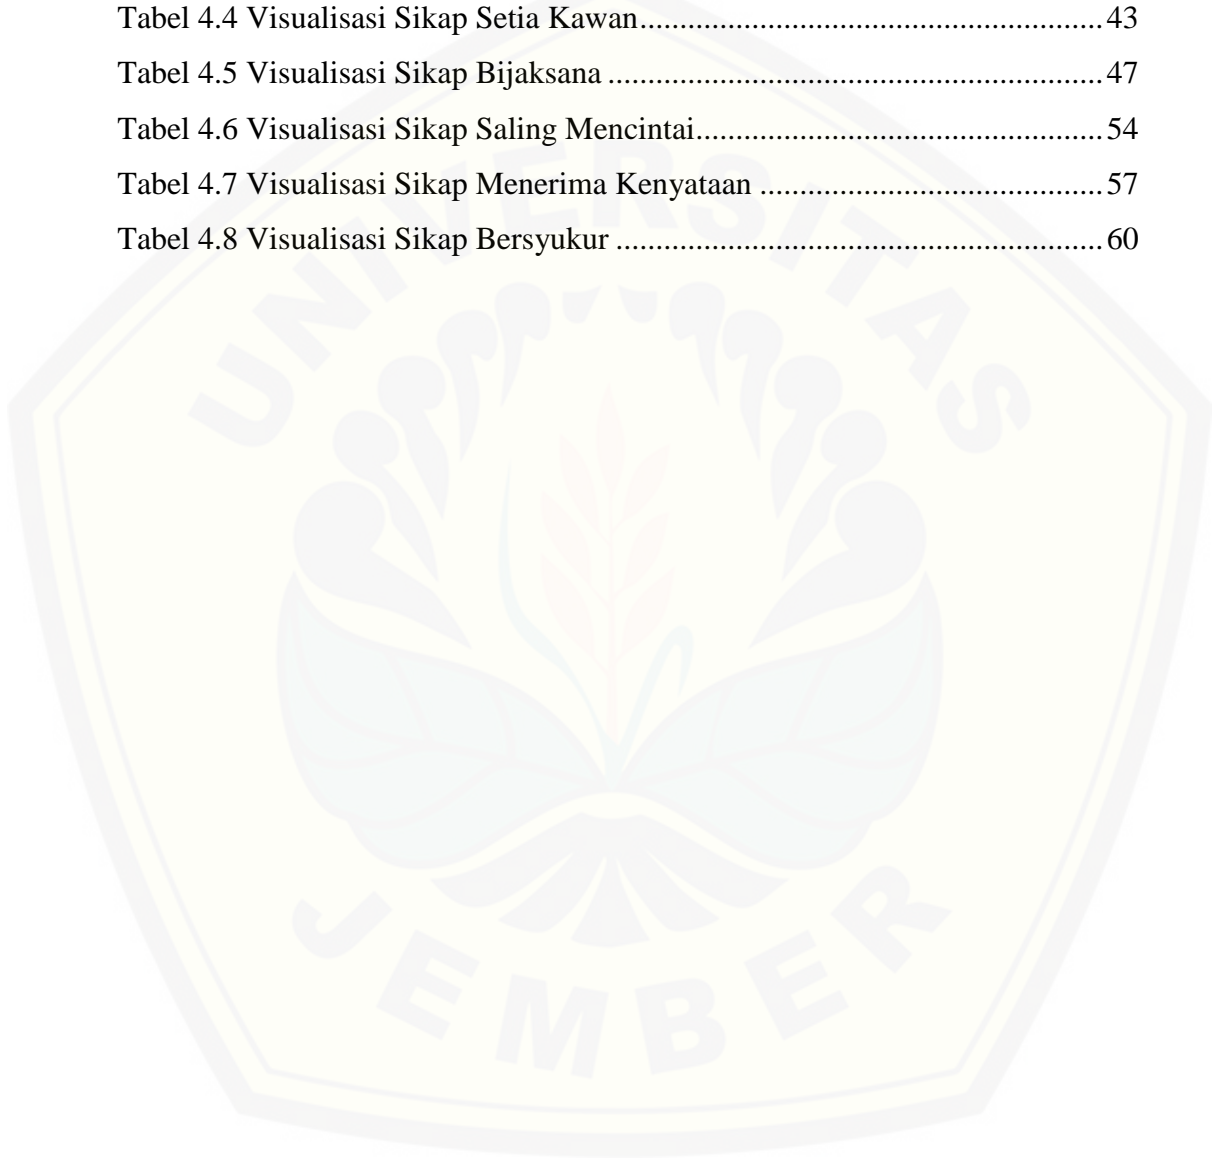 Tabel 4.4 Visualisasi Sikap Setia Kawan.......................................................... 43
Tabel 4.5 Visualisasi Sikap Bijaksana .............................................................. 47
Tabel 4.6 Visualisasi Sikap Saling Mencintai................................................... 54
Tabel 4.7 Visualisasi Sikap Menerima Kenyataan ........................................... 57
Tabel 4.8 Visualisasi Sikap Bersyukur ............................................................. 60
UNIVERSITAS
JEMBER